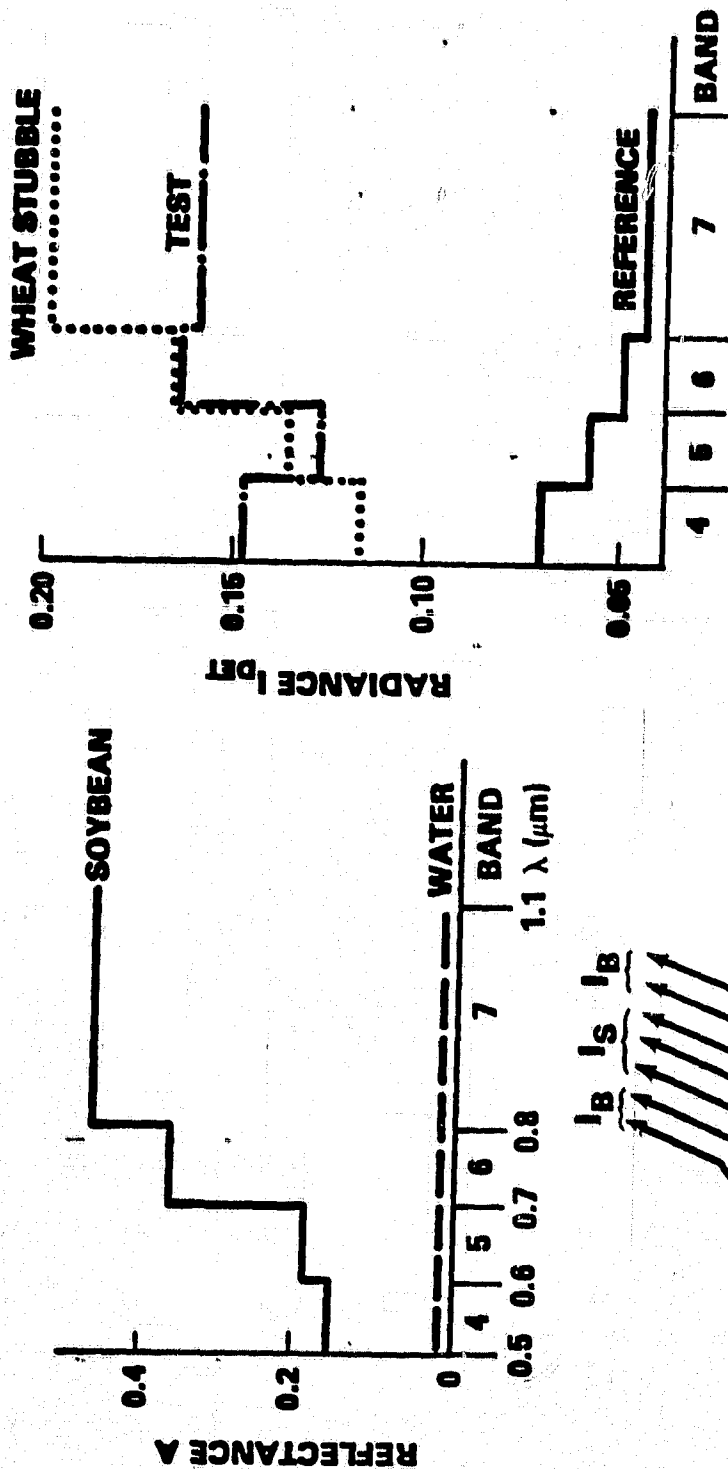 REFLECTANCE A
0.4
0.2
0
SOYBEAN
WATER
4 5 6 7 BAND
0.5 0.6 0.7 0.8 1.1 λ (μm)
I_B I_S I_B
RADIANCE I_DET
0.20
0.15
0.10
0.05
WHEAT STUBBLE
TEST
REFERENCE
4 5 6 7 BAND